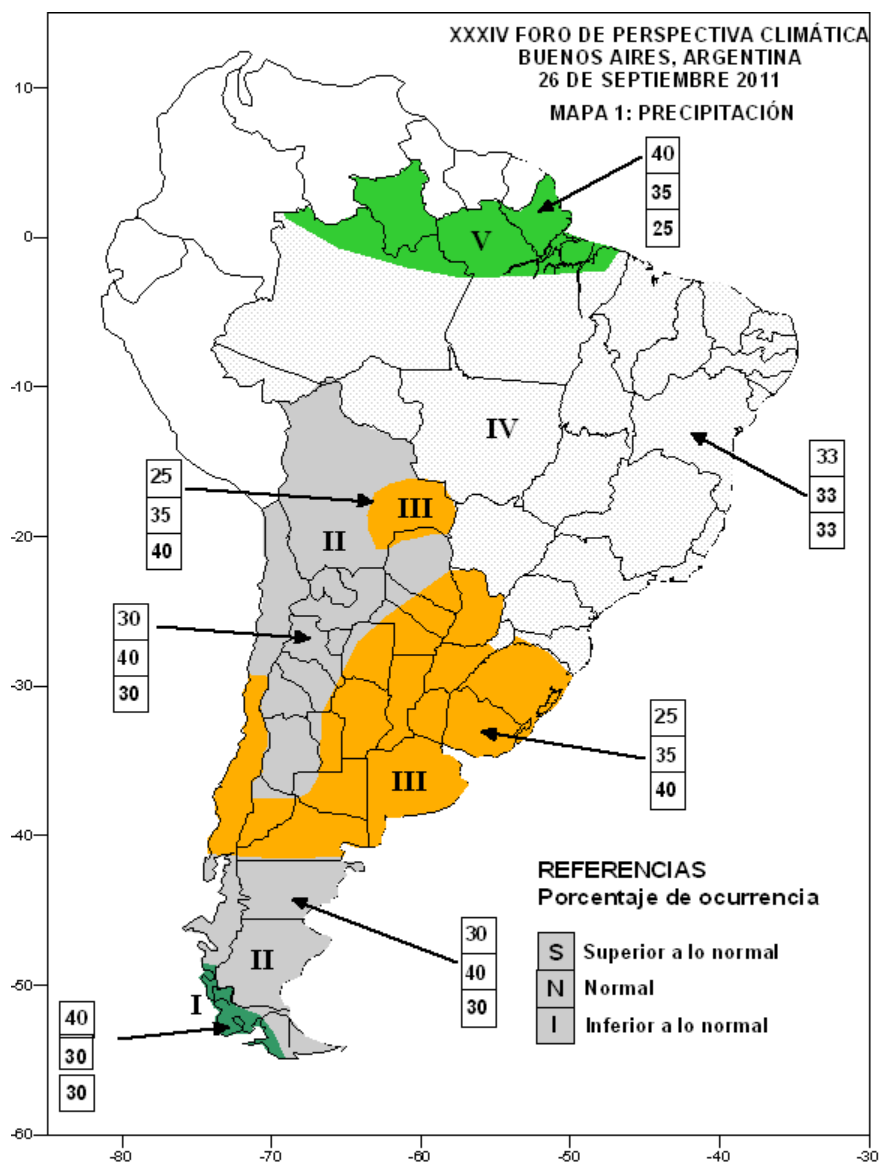 XXXIV FORO DE PERSPECTIVA CLIMÁTICA
BUENOS AIRES, ARGENTINA
26 DE SEPTIEMBRE 2011
MAPA 1: PRECIPITACIÓN
10
0
-10
-20
-30
-40
-50
-60
40
35
25
V
IV
33
33
33
25
35
40
III
II
30
40
30
25
35
40
III
REFERENCIAS
Porcentaje de ocurrencia
S Superior a lo normal
N Normal
I Inferior a lo normal
30
40
30
II
I
40
30
30
-80
-70
-60
-50
-40
-30